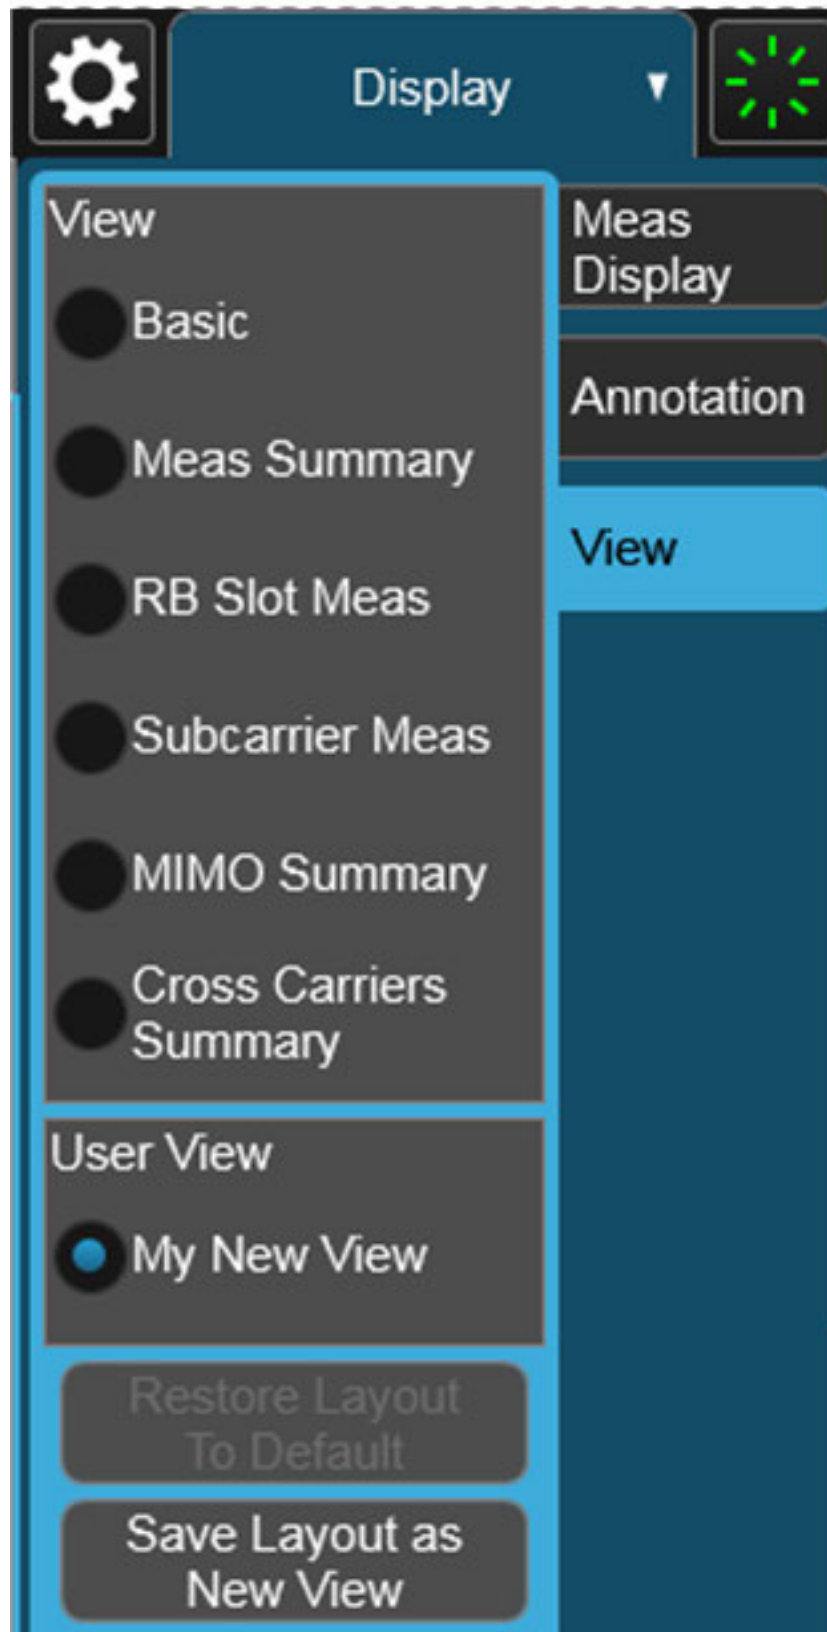 Display
View
Basic
Meas Summary
RB Slot Meas
Subcarrier Meas
MIMO Summary
Cross Carriers
Summary
User View
My New View
Restore Layout
To Default
Save Layout as
New View
Meas
Display
Annotation
View